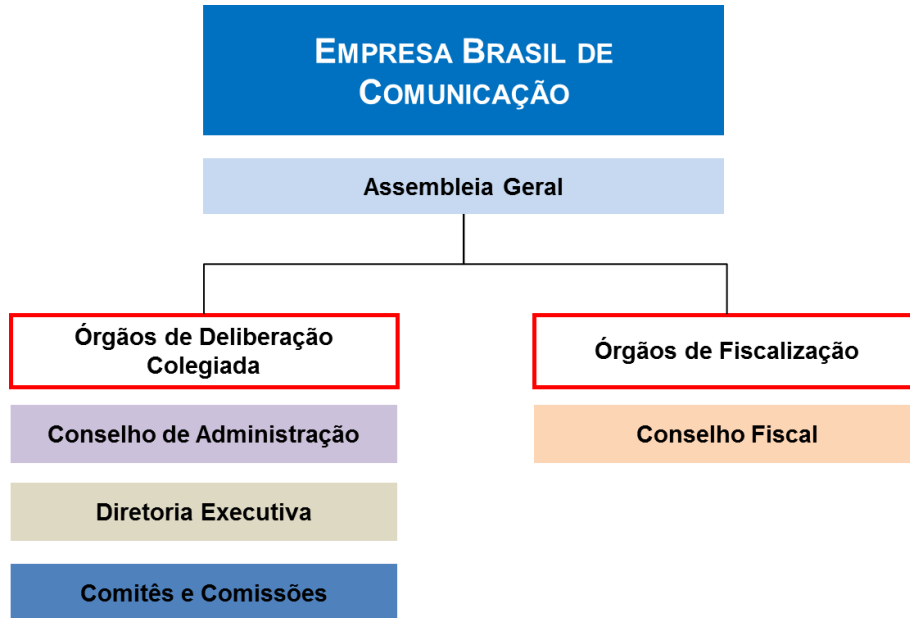 EMPRESA BRASIL DE
COMUNICAÇÃO
Assembleia Geral
Órgãos de Deliberação
Colegiada
Órgãos de Fiscalização
Conselho de Administração
Conselho Fiscal
Diretoria Executiva
Comitês e Comissões